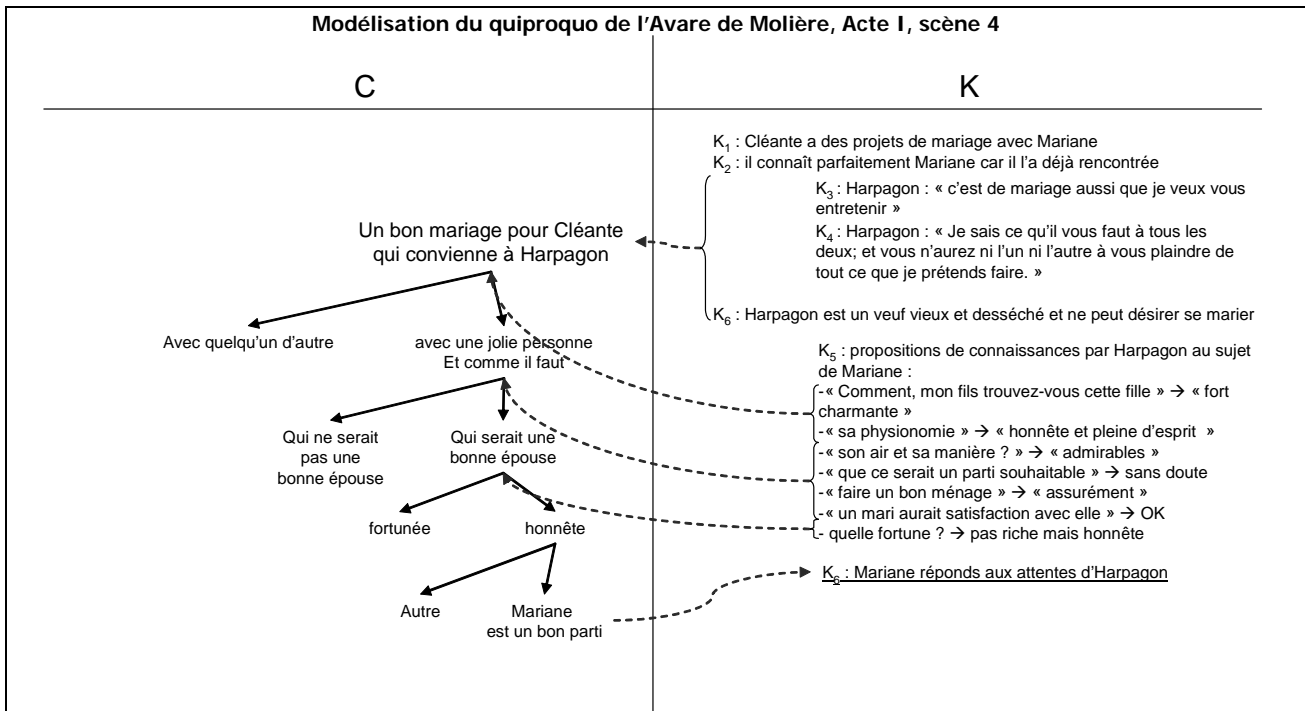 Modélisation du quiproquo de l'Avare de Molière, Acte I, scène 4
C
K
K1 : Cléante a des projets de mariage avec Mariane
K2 : il connaît parfaitement Mariane car il l'a déjà rencontrée
K3 : Harpagon : « c'est de mariage aussi que je veux vous
entretenir »
K4 : Harpagon : « Je sais ce qu'il vous faut à tous les
deux; et vous n'aurez ni l'un ni l'autre à vous plaindre de
tout ce que je prétends faire. »
K6 : Harpagon est un veuf vieux et desséché et ne peut désirer se marier
Un bon mariage pour Cléante
qui convienne à Harpagon
Avec quelqu'un d'autre
avec une jolie personne
Et comme il faut
Qui ne serait
pas une
bonne épouse
Qui serait une
bonne épouse
fortunée
honnête
Autre
Mariane
est un bon parti
K5 : propositions de connaissances par Harpagon au sujet
de Mariane :
-« Comment, mon fils trouvez-vous cette fille » → « fort
charmante »
-« sa physionomie » → « honnête et pleine d'esprit »
-« son air et sa manière ? » → « admirables »
-« que ce serait un parti souhaitable » → sans doute
-« faire un bon ménage » → « assurément »
-« un mari aurait satisfaction avec elle » → OK
- quelle fortune ? → pas riche mais honnête
K6 : Mariane réponds aux attentes d'Harpagon